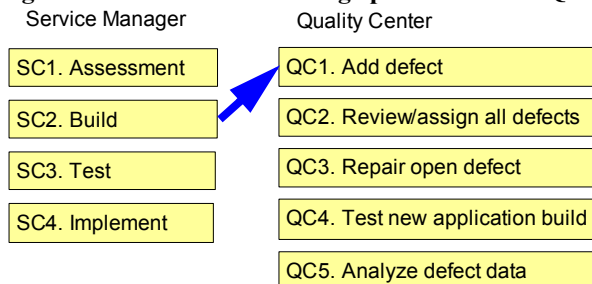 Service Manager
Quality Center
SC1. Assessment
QC1. Add defect
SC2. Build
QC2. Review/assign all defects
SC3. Test
QC3. Repair open defect
SC4. Implement
QC4. Test new application build
QC5. Analyze defect data